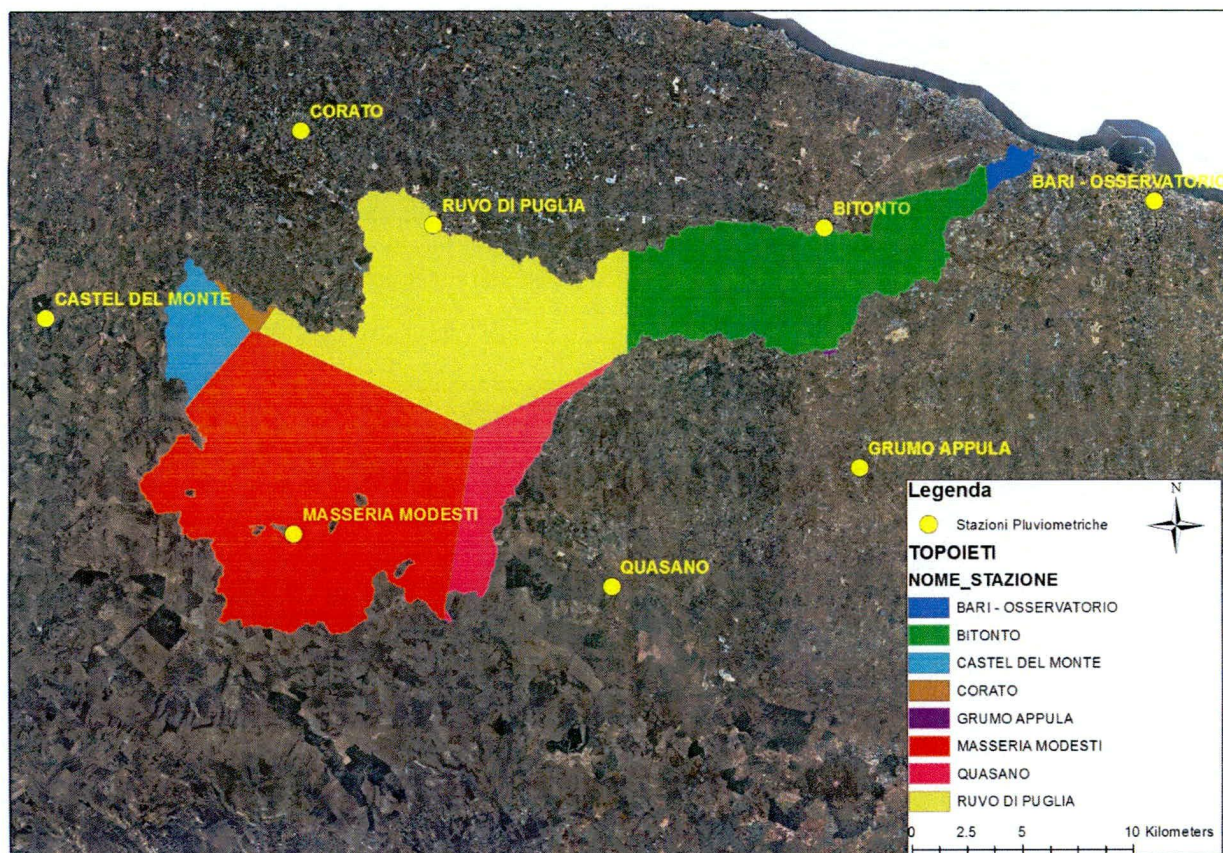 CORATO
RUVO DI PUGLIA
BITONTO
BARI - OSSERVATORIO
CASTEL DEL MONTE
GRUMO APPULA
MASSERIA MODESTI
QUASANO
Legenda
N
Stazioni Pluviometriche
TOPOIETI
NOME_STAZIONE
BARI - OSSERVATORIO
BITONTO
CASTEL DEL MONTE
CORATO
GRUMO APPULA
MASSERIA MODESTI
QUASANO
RUVO DI PUGLIA
0 2.5 5 10 Kilometers